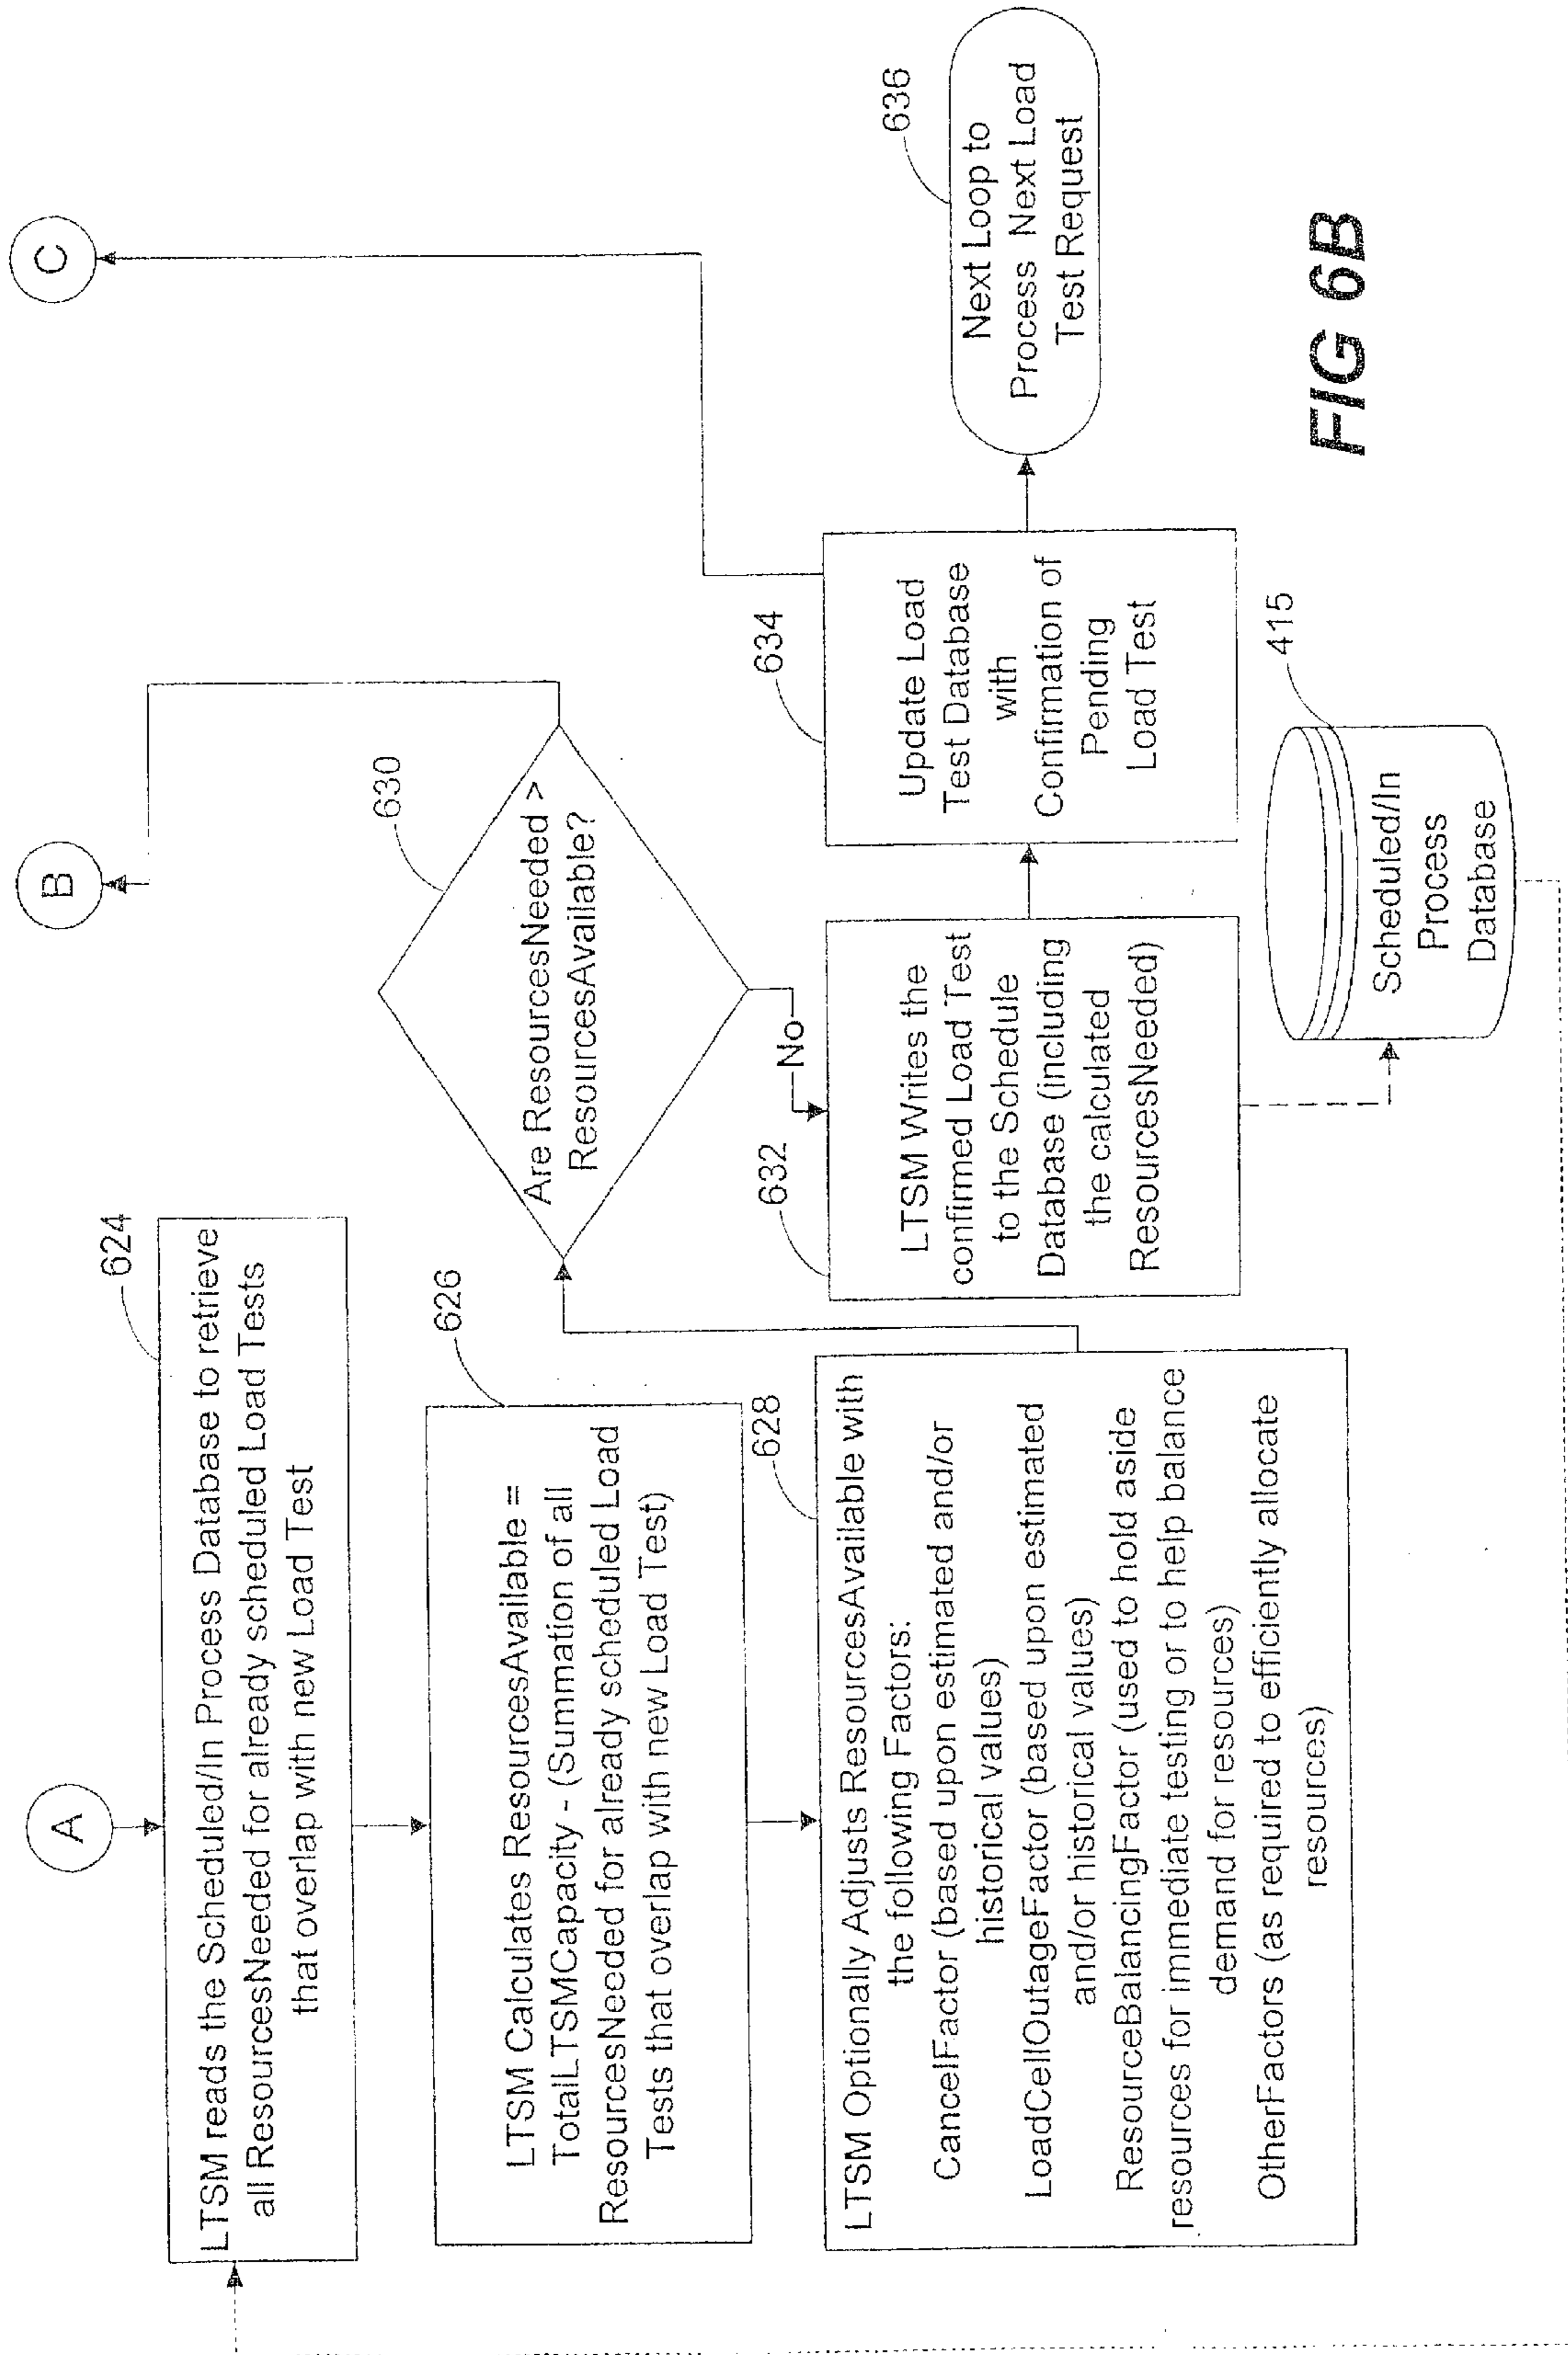 A
624
LTSM reads the Scheduled/In Process Database to retrieve
all ResourcesNeeded for already scheduled Load Tests
that overlap with new Load Test
626
LTSM Calculates ResourcesAvailable =
TotalLTSMCapacity - (Summation of all
ResourcesNeeded for already scheduled Load
Tests that overlap with new Load Test)
628
LTSM Optionally Adjusts ResourcesAvailable with
the following Factors:
CancelFactor (based upon estimated and/or
historical values)
LoadCellOutageFactor (based upon estimated
and/or historical values)
ResourceBalancingFactor (used to hold aside
resources for immediate testing or to help balance
demand for resources)
OtherFactors (as required to efficiently allocate
resources)
B
630
Are ResourcesNeeded >
ResourcesAvailable?
No
632
LTSM Writes the
confirmed Load Test
to the Schedule
Database (including
the calculated
ResourcesNeeded)
C
634
Update Load
Test Database
with
Confirmation of
Pending
Load Test
636
Next Loop to
Process Next Load
Test Request
415
Scheduled/In
Process
Database
FIG 6B